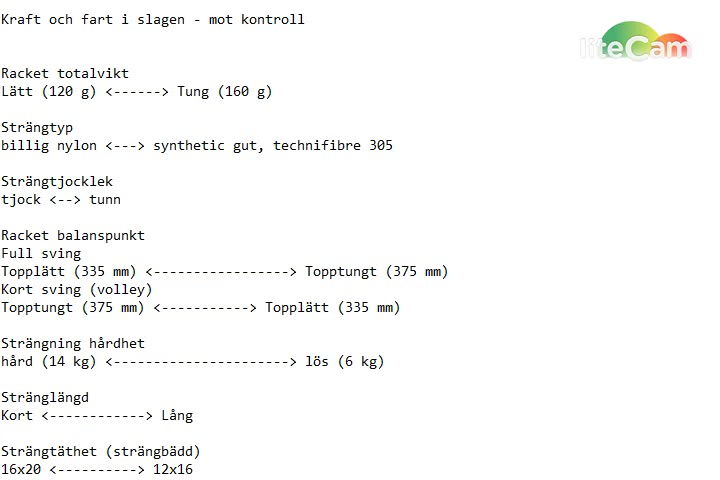 Kraft och fart i slagen - mot kontroll
liteCam
Racket totalvikt
Lätt (120 g) <------> Tung (160 g)
Strängtyp
billig nylon <---> synthetic gut, technifibre 305
Strängtjocklek
tjock <--> tunn
Racket balanspunkt
Full sving
Topplätt (335 mm) <----------------> Topptungt (375 mm)
Kort sving (volley)
Topptungt (375 mm) <-----------> Topplätt (335 mm)
Strängning hårdhet
hård (14 kg) <---------------------> lös (6 kg)
Stränglängd
Kort <------------> Lång
Strängtäthet (strängbädd)
16x20 <----------> 12x16